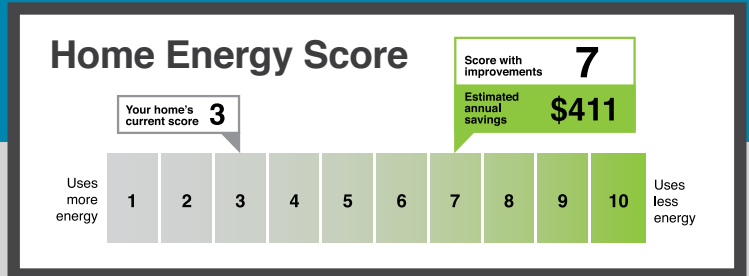 Home Energy Score
Score with
improvements
7
Estimated
annual
savings
$411
Your home's
current score
3
Uses
more
energy
1 2 3 4 5 6 7 8 9 10
Uses
less
energy